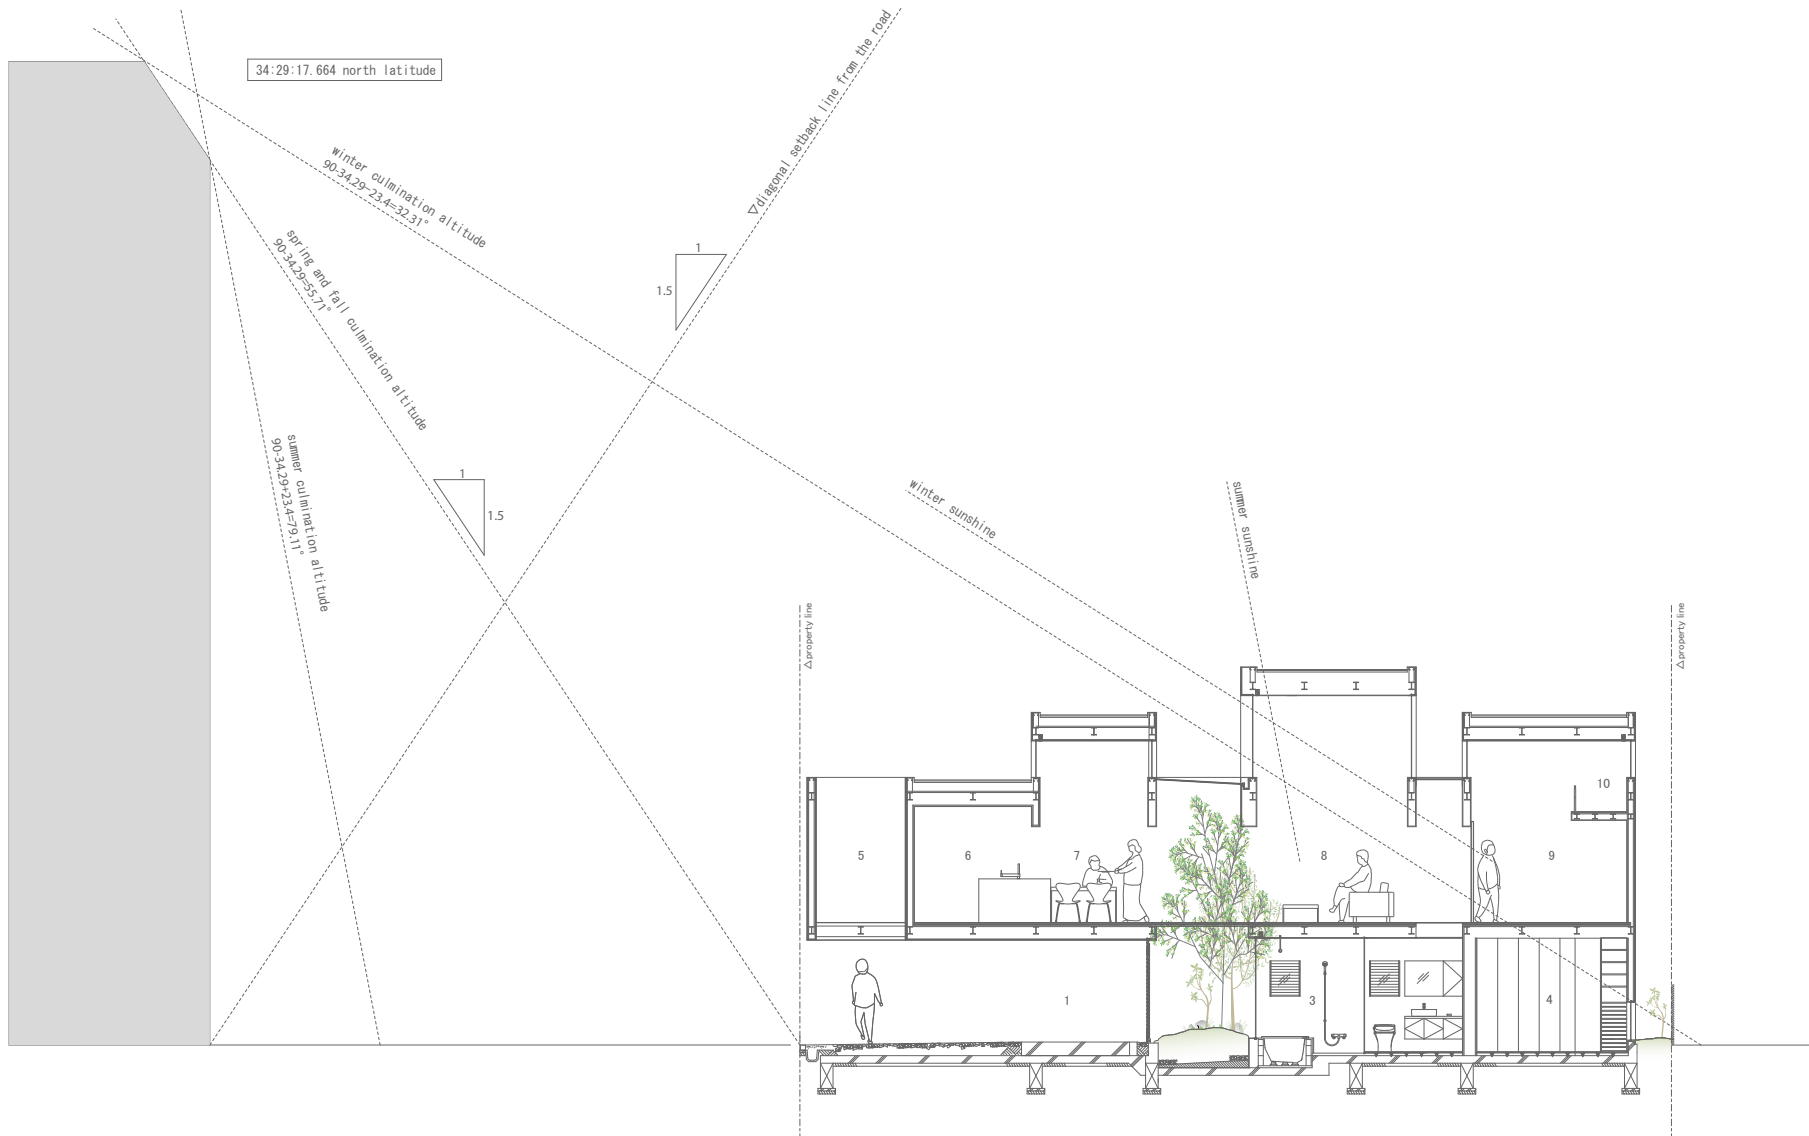 34:29:17.664 north latitude
▽diagonal setback line from the road
winter culmination altitude
90-34.29-23.4=32.31°
spring and fall culmination altitude
90-34.29=55.71°
summer culmination altitude
90-34.29+23.4=79.11°
1
1.5
1
1.5
winter sunshine
summer sunshine
△property line
△property line
10
5
6
7
8
9
1
3
4